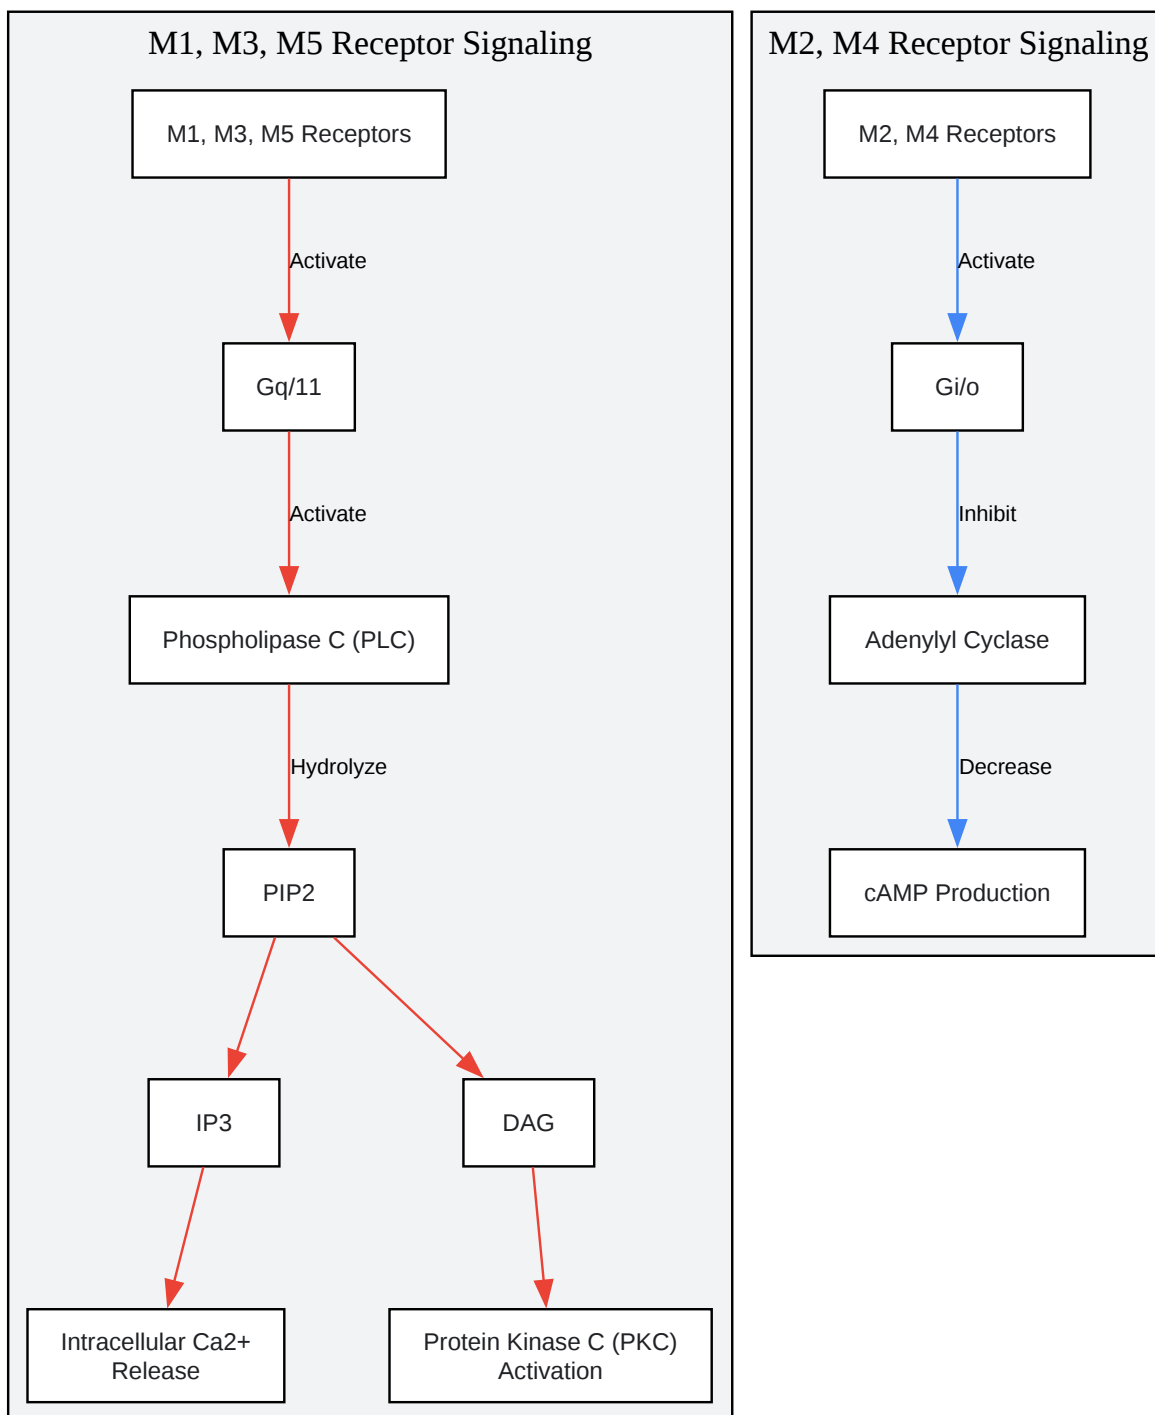 M1, M3, M5 Receptor Signaling
M1, M3, M5 Receptors
Activate
Gq/11
Activate
Phospholipase C (PLC)
Hydrolyze
PIP2
IP3
DAG
Intracellular Ca2+
Release
Protein Kinase C (PKC)
Activation
M2, M4 Receptor Signaling
M2, M4 Receptors
Activate
Gi/o
Inhibit
Adenylyl Cyclase
Decrease
cAMP Production